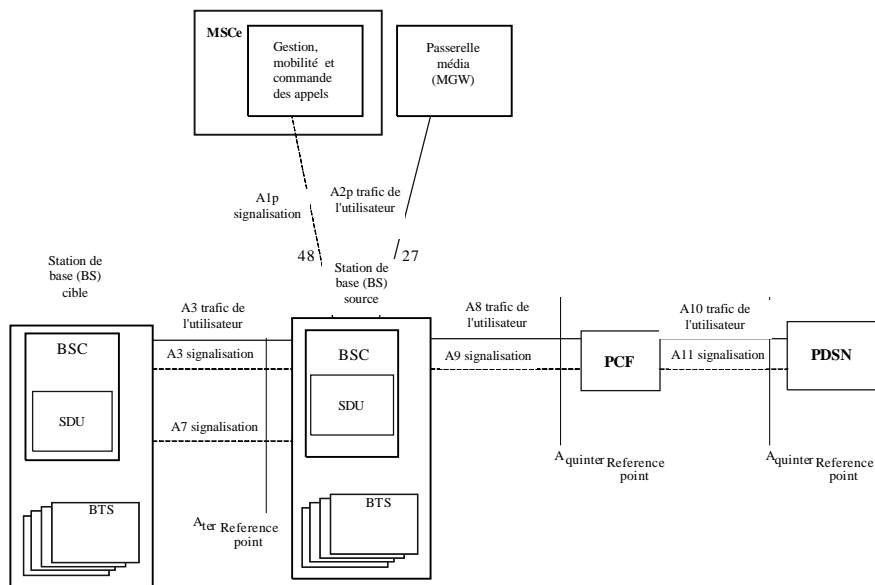 MSCe
Gestion,
mobilité et
commande
des appels
Passerelle
média
(MGW)
A1p
signalisation
A2p trafic de
l'utilisateur
48
27
Station de
base (BS)
cible
Station de
base (BS)
source
A3 trafic de
l'utilisateur
A8 trafic de
l'utilisateur
A10 trafic de
l'utilisateur
BSC
A3 signalisation
BSC
A9 signalisation
PCF
A11 signalisation
PDSN
SDU
SDU
A7 signalisation
Aquinter Reference
point
Aquinter Reference
point
BTS
Ater Reference
point
BTS